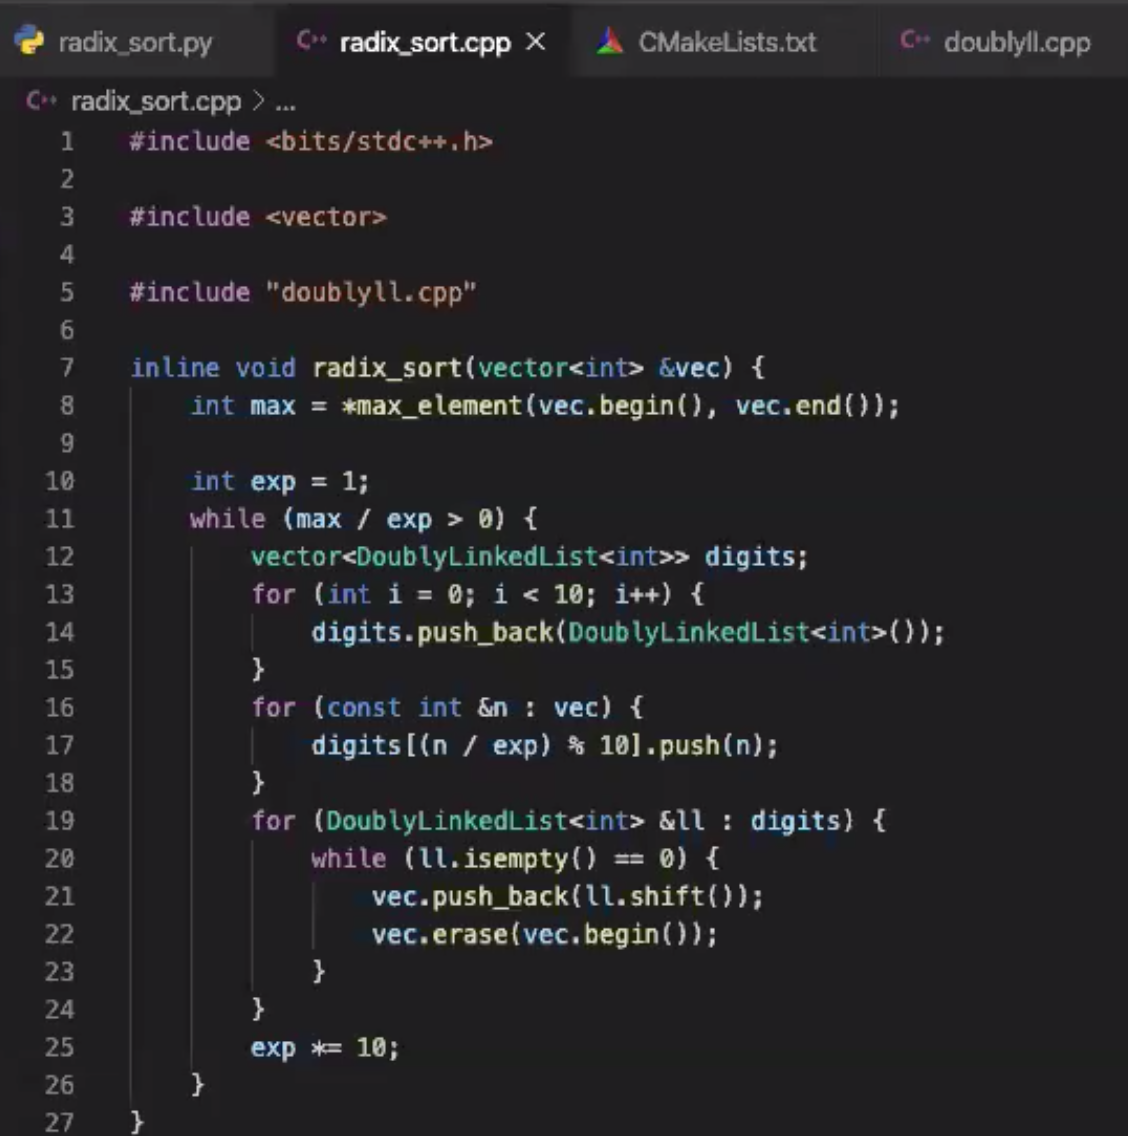 radix_sort.py C++ radix_sort.cpp × CMakeLists.txt C++ doublyll.cpp
C++ radix_sort.cpp > ...
1 #include <bits/stdc++.h>
2
3 #include <vector>
4
5 #include "doublyll.cpp"
6
7 inline void radix_sort(vector<int> &vec) {
8     int max = *max_element(vec.begin(), vec.end());
9
10     int exp = 1;
11     while (max / exp > 0) {
12         vector<DoublyLinkedList<int>> digits;
13         for (int i = 0; i < 10; i++) {
14             digits.push_back(DoublyLinkedList<int>());
15         }
16         for (const int &n : vec) {
17             digits[(n / exp) % 10].push(n);
18         }
19         for (DoublyLinkedList<int> &ll : digits) {
20             while (ll.isempty() == 0) {
21                 vec.push_back(ll.shift());
22                 vec.erase(vec.begin());
23             }
24         }
25         exp *= 10;
26     }
27 }